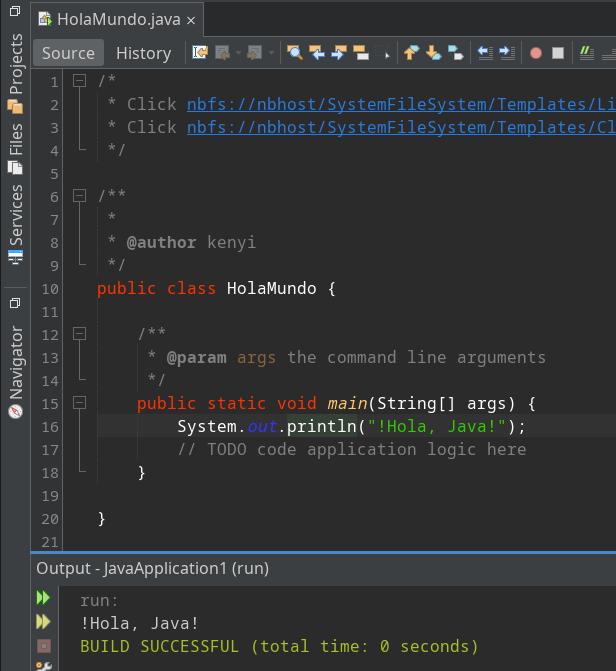 HolaMundo.java ×
Source History
1 /*
2 * Click nbfs://nbhost/SystemFileSystem/Templates/Li
3 * Click nbfs://nbhost/SystemFileSystem/Templates/Cl
4 */
5
6 /**
7 *
8 * @author kenyi
9 */
10 public class HolaMundo {
11
12 /**
13 * @param args the command line arguments
14 */
15 public static void main(String[] args) {
16 System.out.println("!Hola, Java!");
17 // TODO code application logic here
18 }
19
20 }
21
Projects
Files
Services
Navigator
Output - JavaApplication1 (run)
run:
!Hola, Java!
BUILD SUCCESSFUL (total time: 0 seconds)